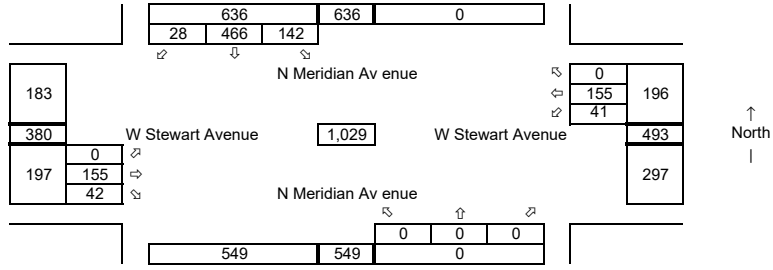 636 636 0
28 466 142
N Meridian Av enue
0
183 155 196
41
↑
380 W Stewart Avenue 1,029 W Stewart Avenue 493 North
|
0
197 155 297
42 N Meridian Av enue
0 0 0
549 549 0